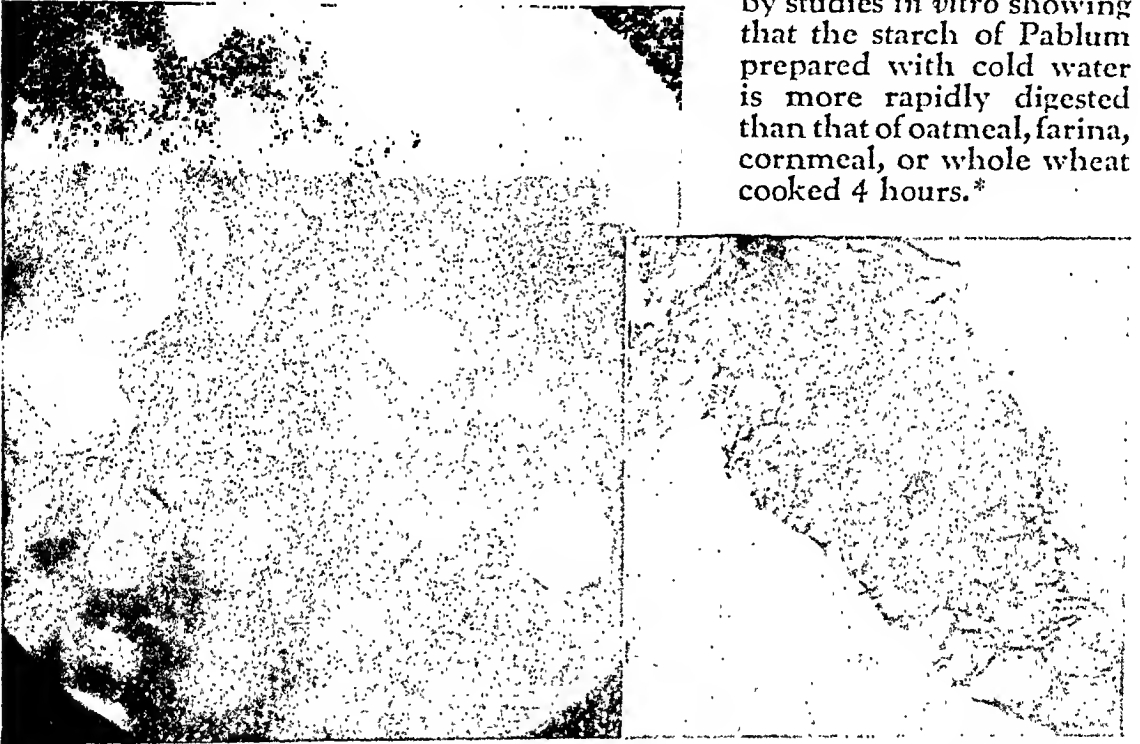 by studies in vitro showing
that the starch of Pablum
prepared with cold water
is more rapidly digested
than that of oatmeal, farina,
cornmeal, or whole wheat
cooked 4 hours.*